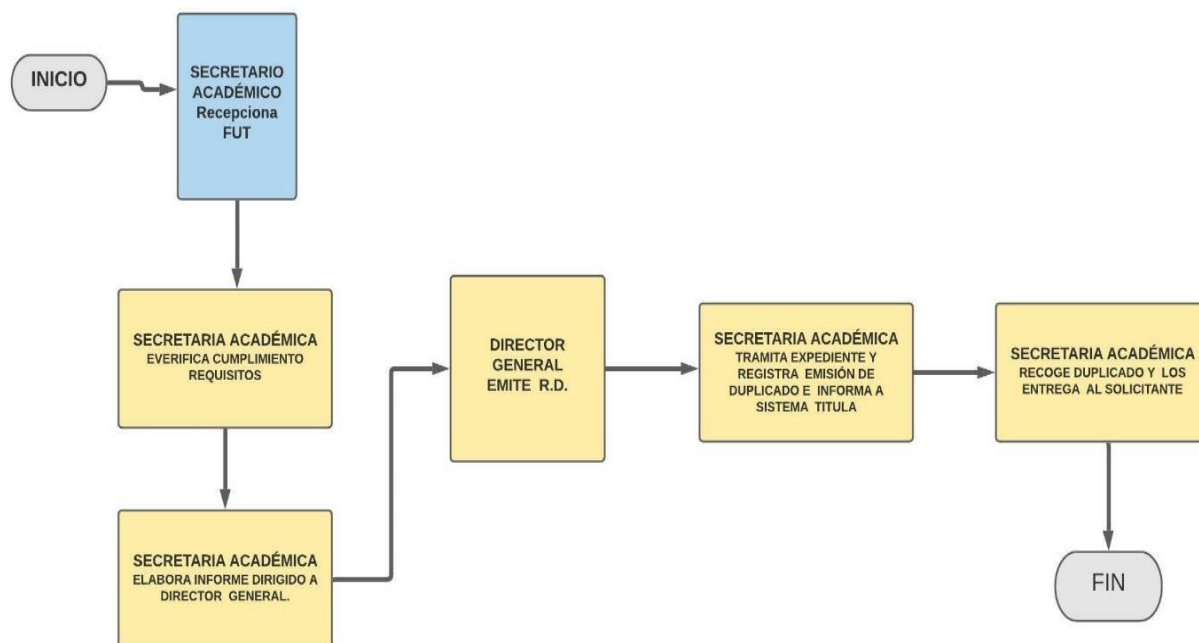 INICIO
SECRETARIO
ACADÉMICO
Recepciona
FUT
SECRETARIA ACADÉMICA
EVERIFICA CUMPLIMIENTO
REQUISITOS
SECRETARIA ACADÉMICA
ELABORA INFORME DIRIGIDO A
DIRECTOR GENERAL.
DIRECTOR
GENERAL
EMITE R.D.
SECRETARIA ACADÉMICA
TRAMITA EXPEDIENTE Y
REGISTRA EMISIÓN DE
DUPLICADO E INFORMA A
SISTEMA TITULA
SECRETARIA ACADÉMICA
RECOGE DUPLICADO Y LOS
ENTREGA AL SOLICITANTE
FIN